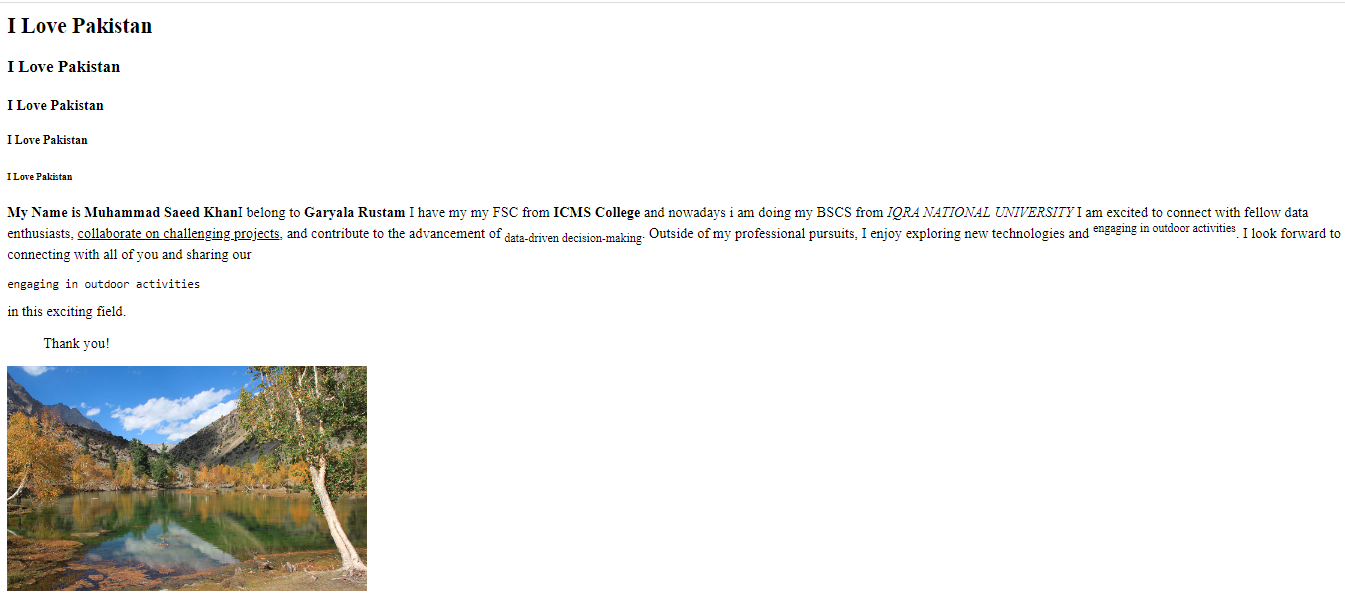 I Love Pakistan
I Love Pakistan
I Love Pakistan
I Love Pakistan
I Love Pakistan
My Name is Muhammad Saeed KhanI belong to Garyala Rustam I have my my FSC from ICMS College and nowadays i am doing my BSCS from IQRA NATIONAL UNIVERSITY I am excited to connect with fellow data
enthusiasts, collaborate on challenging projects, and contribute to the advancement of data-driven decision-making. Outside of my professional pursuits, I enjoy exploring new technologies and engaging in outdoor activities. I look forward to
connecting with all of you and sharing our
engaging in outdoor activities
in this exciting field.
Thank you!